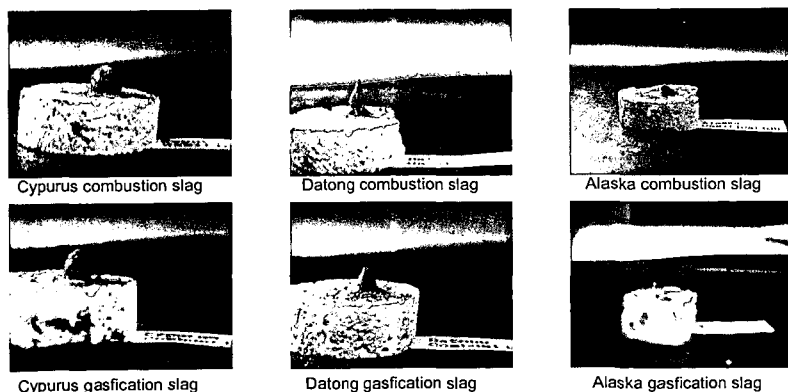 Cypurus combustion slag
Datong combustion slag
Alaska combustion slag
Cypurus gasfication slag
Datong gasfication slag
Alaska gasfication slag